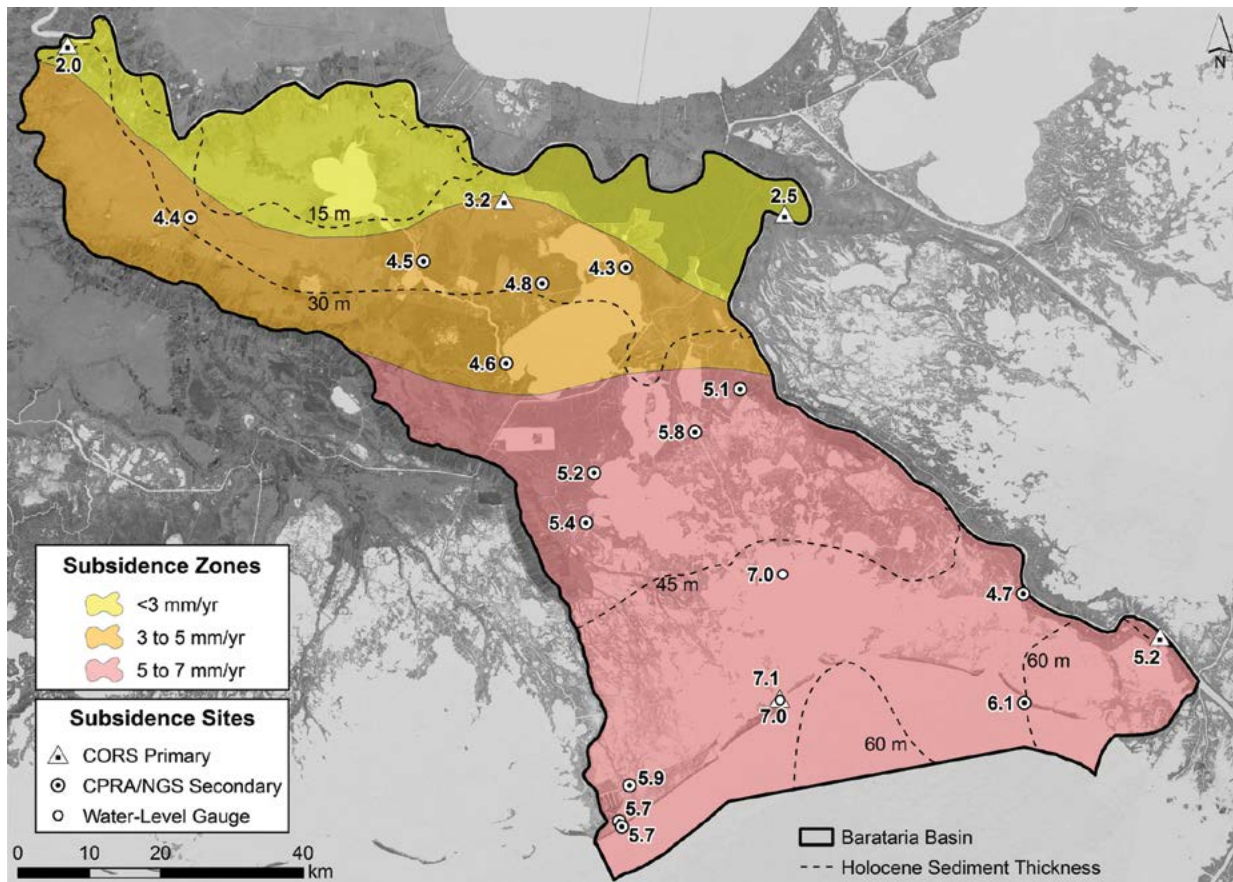 N
2.0
2.5
3.2
4.4
15 m
4.5
4.3
4.8
30 m
4.6
5.1
5.8
5.2
5.4
Subsidence Zones
<3 mm/yr
3 to 5 mm/yr
5 to 7 mm/yr
45 m
7.0
4.7
60 m
5.2
7.1
7.0
6.1
60 m
Subsidence Sites
CORS Primary
CPRA/NGS Secondary
Water-Level Gauge
5.9
5.7
5.7
Barataria Basin
Holocene Sediment Thickness
0 10 20 40
km